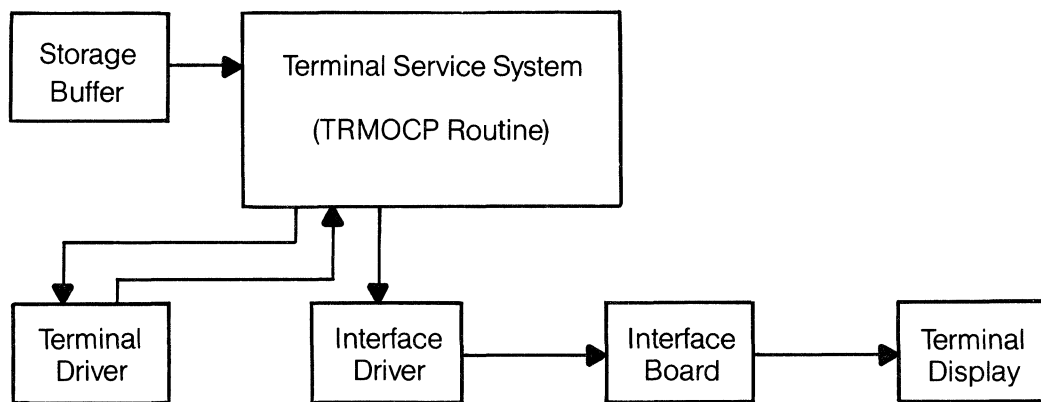 Storage
Buffer
Terminal Service System
(TRMOCP Routine)
Terminal
Driver
Interface
Driver
Interface
Board
Terminal
Display